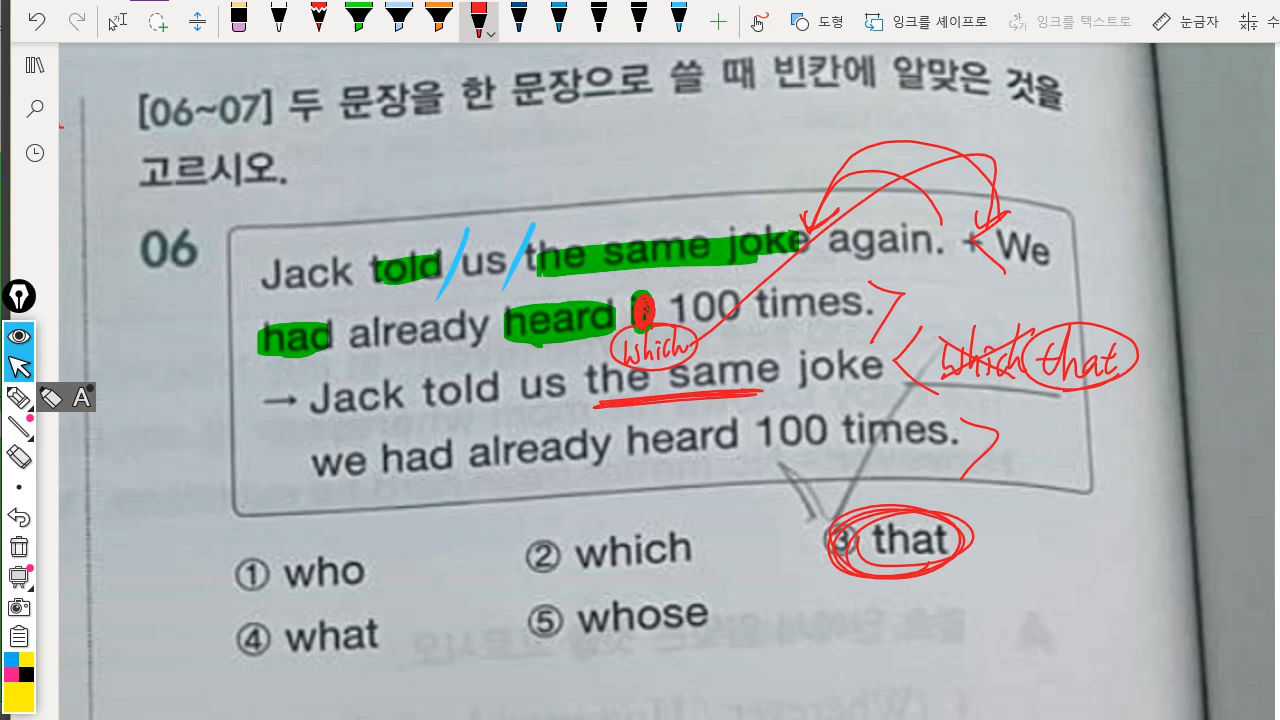 도형
잉크를 셰이프로
잉크를 텍스트로
눈금자
수
[06~07] 두 문장을 한 문장으로 쓸 때 빈칸에 알맞은 것을
고르시오.
06
Jack told us the same joke again. + We
had already heard 100 times.
which
→ Jack told us the same joke which that
we had already heard 100 times.
① who
② which
③ that
④ what
⑤ whose
A